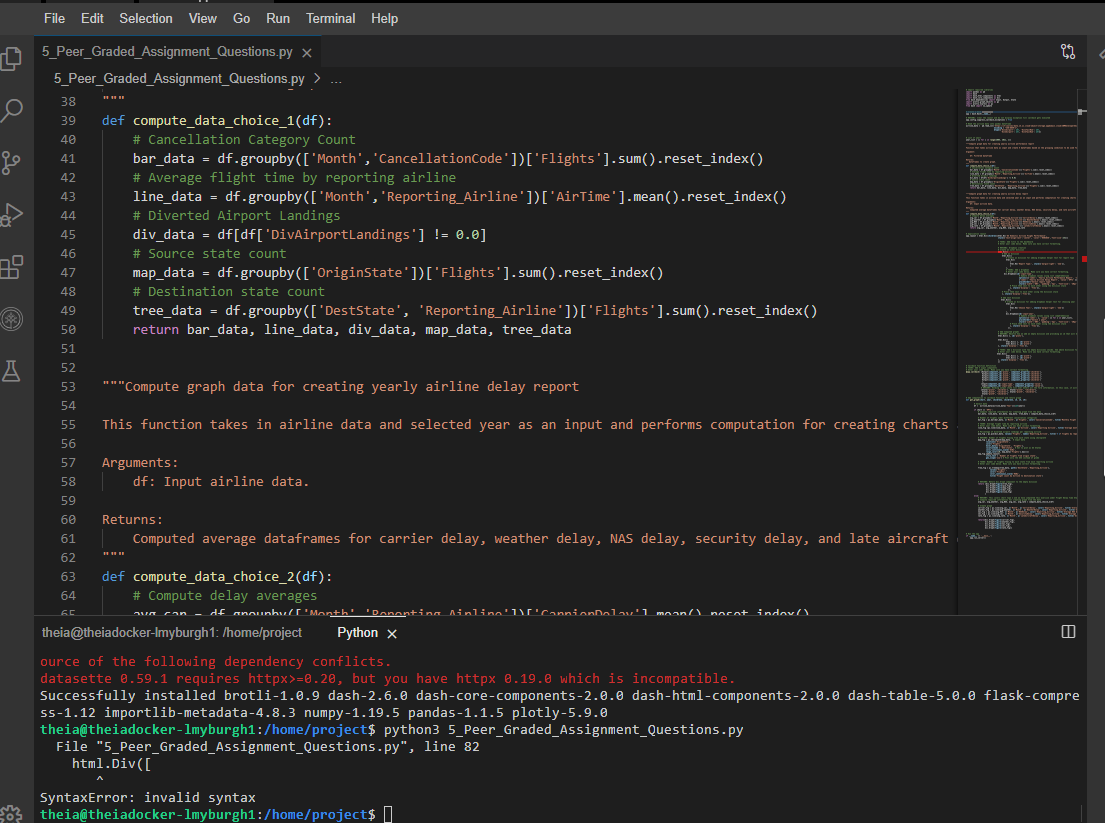 File Edit Selection View Go Run Terminal Help
5_Peer_Graded_Assignment_Questions.py ×
5_Peer_Graded_Assignment_Questions.py > ...
38 """
39 def compute_data_choice_1(df):
40 # Cancellation Category Count
41 bar_data = df.groupby(['Month','CancellationCode'])['Flights'].sum().reset_index()
42 # Average flight time by reporting airline
43 line_data = df.groupby(['Month','Reporting_Airline'])['AirTime'].mean().reset_index()
44 # Diverted Airport Landings
45 div_data = df[df['DivAirportLandings'] != 0.0]
46 # Source state count
47 map_data = df.groupby(['OriginState'])['Flights'].sum().reset_index()
48 # Destination state count
49 tree_data = df.groupby(['DestState', 'Reporting_Airline'])['Flights'].sum().reset_index()
50 return bar_data, line_data, div_data, map_data, tree_data
51
52
53 """Compute graph data for creating yearly airline delay report
54
55 This function takes in airline data and selected year as an input and performs computation for creating charts
56
57 Arguments:
58 df: Input airline data.
59
60 Returns:
61 Computed average dataframes for carrier delay, weather delay, NAS delay, security delay, and late aircraft
62 """
63 def compute_data_choice_2(df):
64 # Compute delay averages
65 avg_car = df.groupby(['Month','Reporting_Airline'])['CarrierDelay'].mean().reset_index()
theia@theiadocker-lmyburgh1: /home/project Python ×
ource of the following dependency conflicts.
datasette 0.59.1 requires httpx>=0.20, but you have httpx 0.19.0 which is incompatible.
Successfully installed brotli-1.0.9 dash-2.6.0 dash-core-components-2.0.0 dash-html-components-2.0.0 dash-table-5.0.0 flask-compre
ss-1.12 importlib-metadata-4.8.3 numpy-1.19.5 pandas-1.1.5 plotly-5.9.0
theia@theiadocker-lmyburgh1:/home/project$ python3 5_Peer_Graded_Assignment_Questions.py
File "5_Peer_Graded_Assignment_Questions.py", line 82
html.Div([
^
SyntaxError: invalid syntax
theia@theiadocker-lmyburgh1:/home/project$